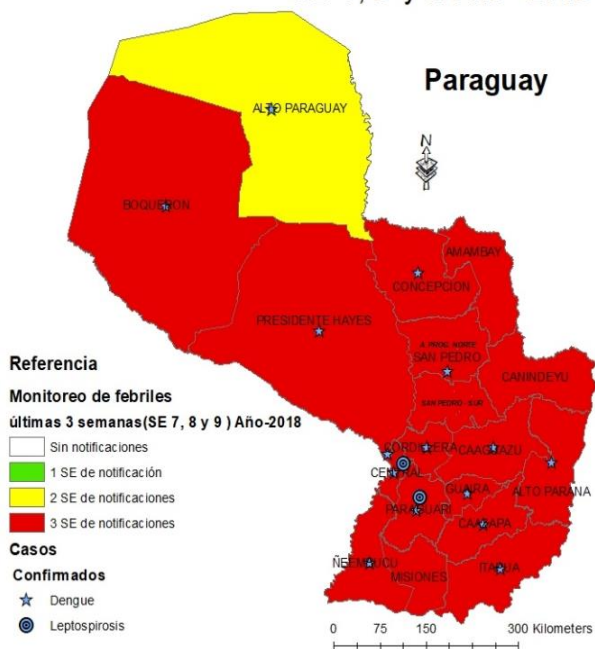 Paraguay
N
ALTO PARAGUAY
BOQUERON
AMAMBAY
CONCEPCION
PRESIDENTE HAYES
SAN PEDRO
CANINDEYU
SAN PEDRO - SUR
CORDILLERA
CAAGUAZU
CENTRAL
GUAIRA
ALTO PARANA
PARAGUARI
CAAZAPA
ÑEEMBUCU
MISIONES
ITAPUA
Referencia
Monitoreo de febriles
últimas 3 semanas(SE 7, 8 y 9 ) Año-2018
Sin notificaciones
1 SE de notificación
2 SE de notificaciones
3 SE de notificaciones
Casos
Confirmados
Dengue
Leptospirosis
0 75 150 300 Kilometers